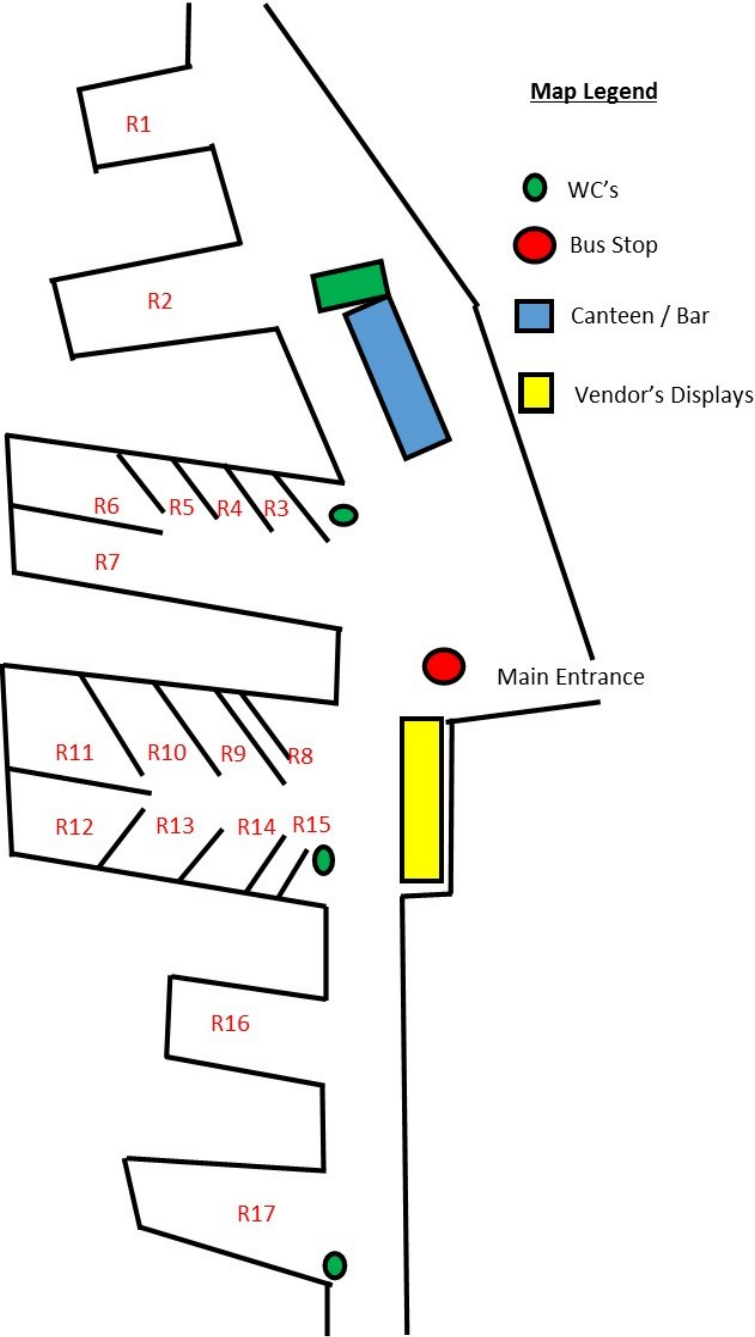 Map Legend
R1
WC's
Bus Stop
R2
Canteen / Bar
Vendor's Displays
R6
R5
R4
R3
R7
Main Entrance
R11
R10
R9
R8
R12
R13
R14
R15
R16
R17